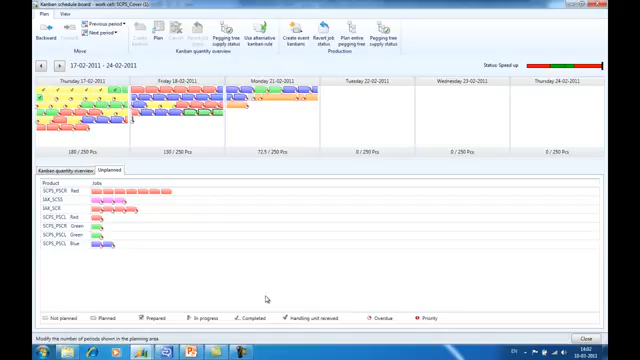 Kanban schedule board - work cell: SCPS_Cover (1)
Plan View
Backward Forward Previous period Next period Create kanbans Plan Revert jobs Cancel Pegging tree supply status Use alternative kanban rule Create event kanbans Revert job status Plan entire pegging tree Pegging tree supply status
Move Kanban quantity overview Production
17-02-2011 - 24-02-2011 Status: Speed up
Thursday 17-02-2011 Friday 18-02-2011 Monday 21-02-2011 Tuesday 22-02-2011 Wednesday 23-02-2011 Thursday 24-02-2011
180 / 250 Pcs 130 / 250 Pcs 72.5 / 250 Pcs 0 / 250 Pcs 0 / 250 Pcs 0 / 250 Pcs
Kanban quantity overview Unplanned
Product Jobs
SCPS_PSCR Red
IAK_SCSS
IAK_SCR
SCPS_PSCL Red
SCPS_PSCR Green
SCPS_PSCL Green
SCPS_PSCL Blue
Not planned Planned Prepared In progress Completed Handling unit received Overdue Priority
Modify the number of periods shown in the planning area. Close
EN 14:02
10-03-2011